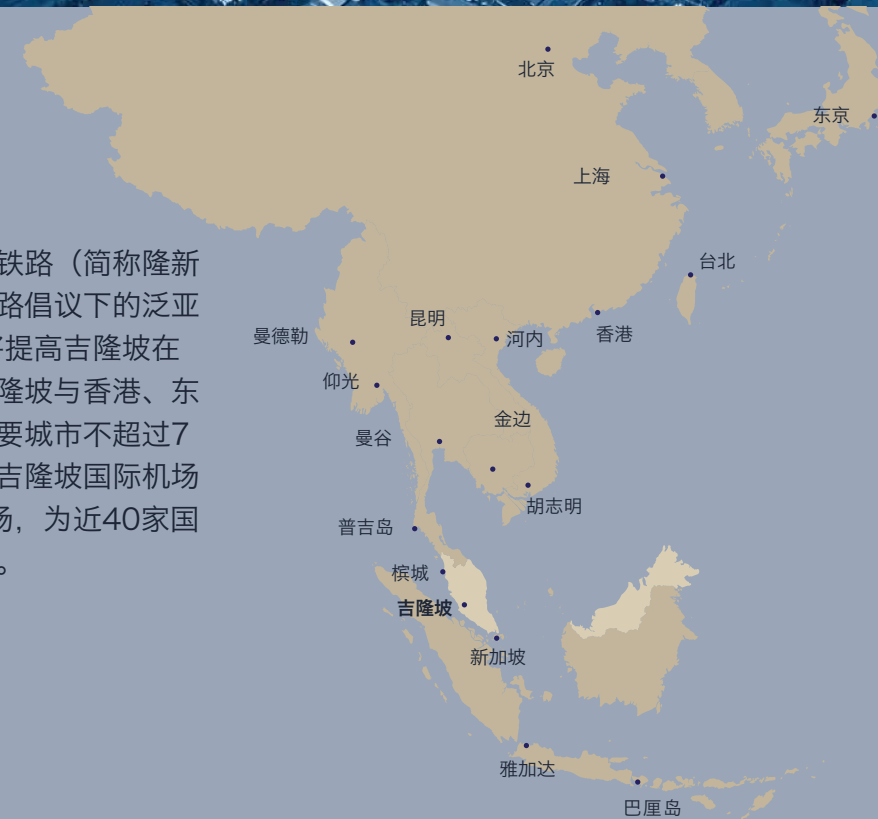 铁路（简称隆新
路倡议下的泛亚
提高吉隆坡在
隆坡与香港、东
要城市不超过7
吉隆坡国际机场
场，为近40家国
。
北京
东京
上海
台北
昆明
曼德勒
河内
香港
仰光
金边
曼谷
胡志明
普吉岛
槟城
吉隆坡
新加坡
雅加达
巴厘岛